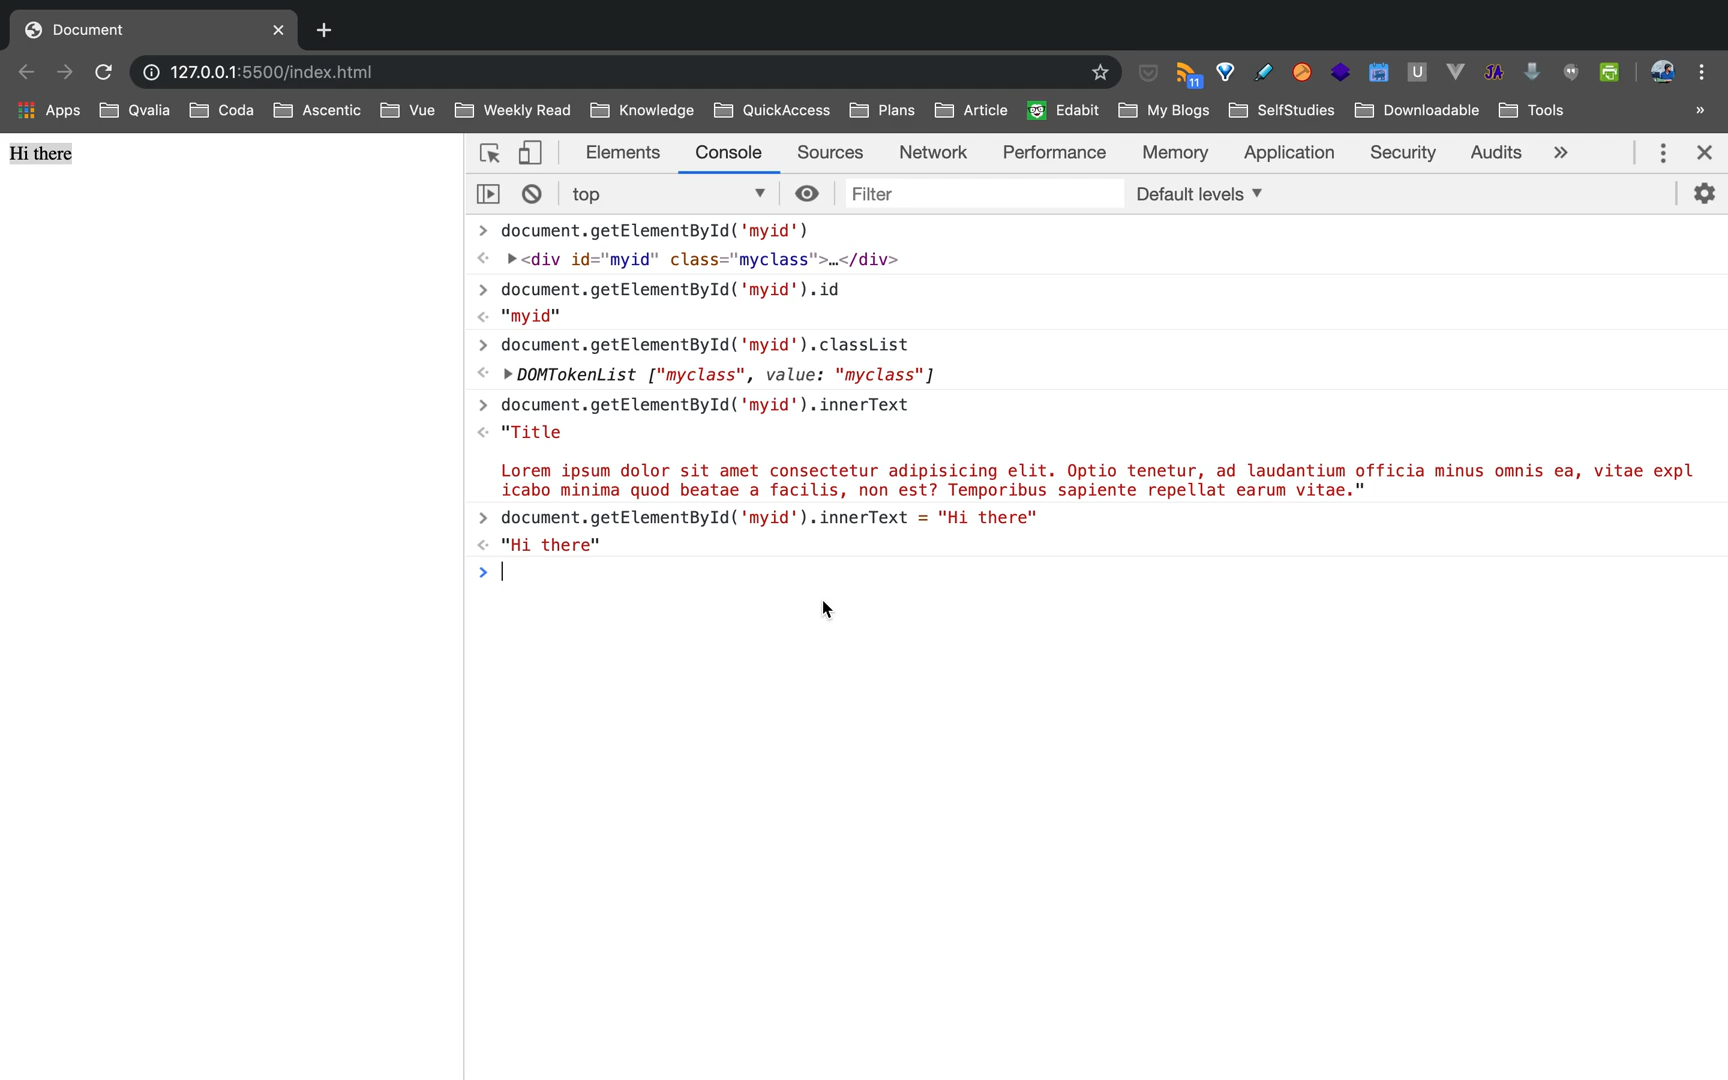 Document
127.0.0.1:5500/index.html
11
U
JA
Apps Qvalia Coda Ascentic Vue Weekly Read Knowledge QuickAccess Plans Article Edabit My Blogs SelfStudies Downloadable Tools »
Hi there
Elements Console Sources Network Performance Memory Application Security Audits »
top Filter Default levels
document.getElementById('myid')
<div id="myid" class="myclass">…</div>
document.getElementById('myid').id
"myid"
document.getElementById('myid').classList
DOMTokenList ["myclass", value: "myclass"]
document.getElementById('myid').innerText
"Title
Lorem ipsum dolor sit amet consectetur adipisicing elit. Optio tenetur, ad laudantium officia minus omnis ea, vitae expl
icabo minima quod beatae a facilis, non est? Temporibus sapiente repellat earum vitae."
document.getElementById('myid').innerText = "Hi there"
"Hi there"